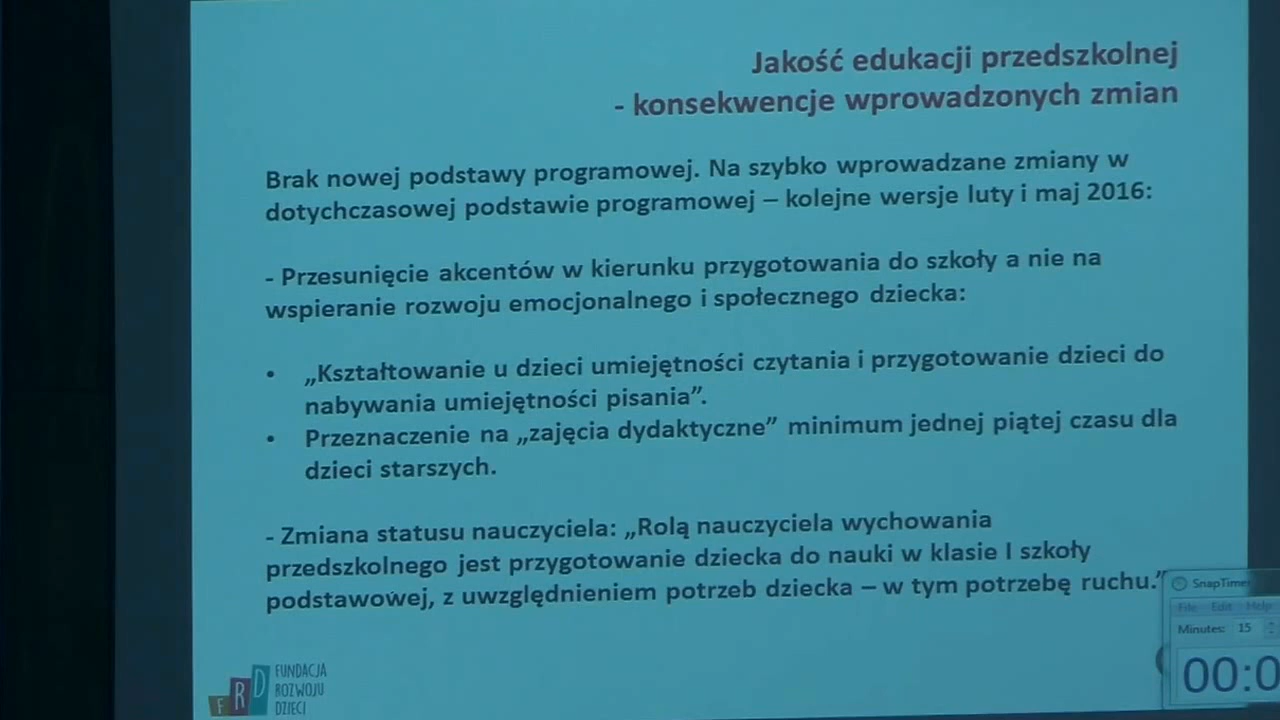 Jakość edukacji przedszkolnej
- konsekwencje wprowadzonych zmian
Brak nowej podstawy programowej. Na szybko wprowadzane zmiany w
dotychczasowej podstawie programowej – kolejne wersje luty i maj 2016:
- Przesunięcie akcentów w kierunku przygotowania do szkoły a nie na
wspieranie rozwoju emocjonalnego i społecznego dziecka:
• „Kształtowanie u dzieci umiejętności czytania i przygotowanie dzieci do
nabywania umiejętności pisania”.
• Przeznaczenie na „zajęcia dydaktyczne” minimum jednej piątej czasu dla
dzieci starszych.
- Zmiana statusu nauczyciela: „Rolą nauczyciela wychowania
przedszkolnego jest przygotowanie dziecka do nauki w klasie I szkoły
podstawowej, z uwzględnieniem potrzeb dziecka – w tym potrzebę ruchu.”
SnapTimer
File Edit Help
Minutes: 15
00:0
FRD
FUNDACJA
ROZWOJU
DZIECI